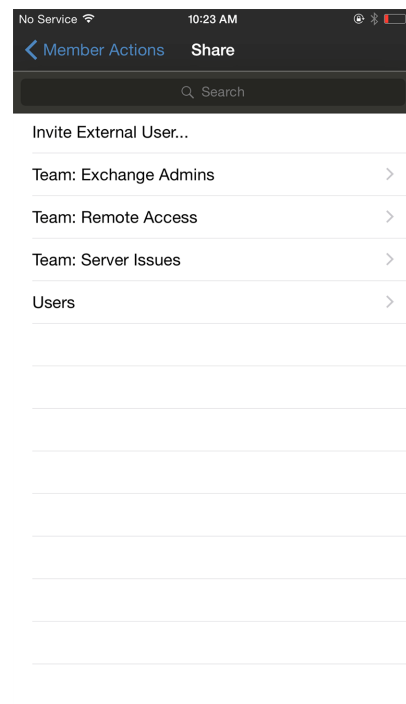 No Service 10:23 AM
Member Actions Share
Search
Invite External User...
Team: Exchange Admins
Team: Remote Access
Team: Server Issues
Users